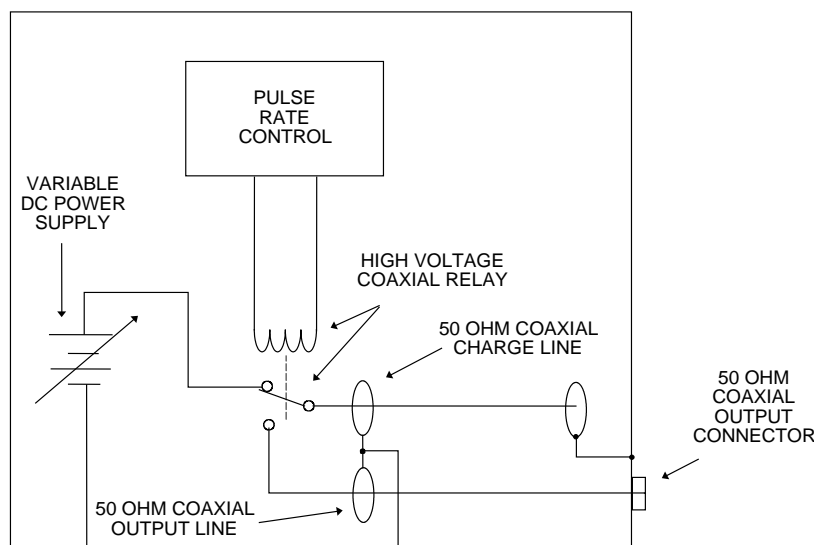 PULSE
RATE
CONTROL
VARIABLE
DC POWER
SUPPLY
HIGH VOLTAGE
COAXIAL RELAY
50 OHM COAXIAL
CHARGE LINE
50 OHM
COAXIAL
OUTPUT
CONNECTOR
50 OHM COAXIAL
OUTPUT LINE